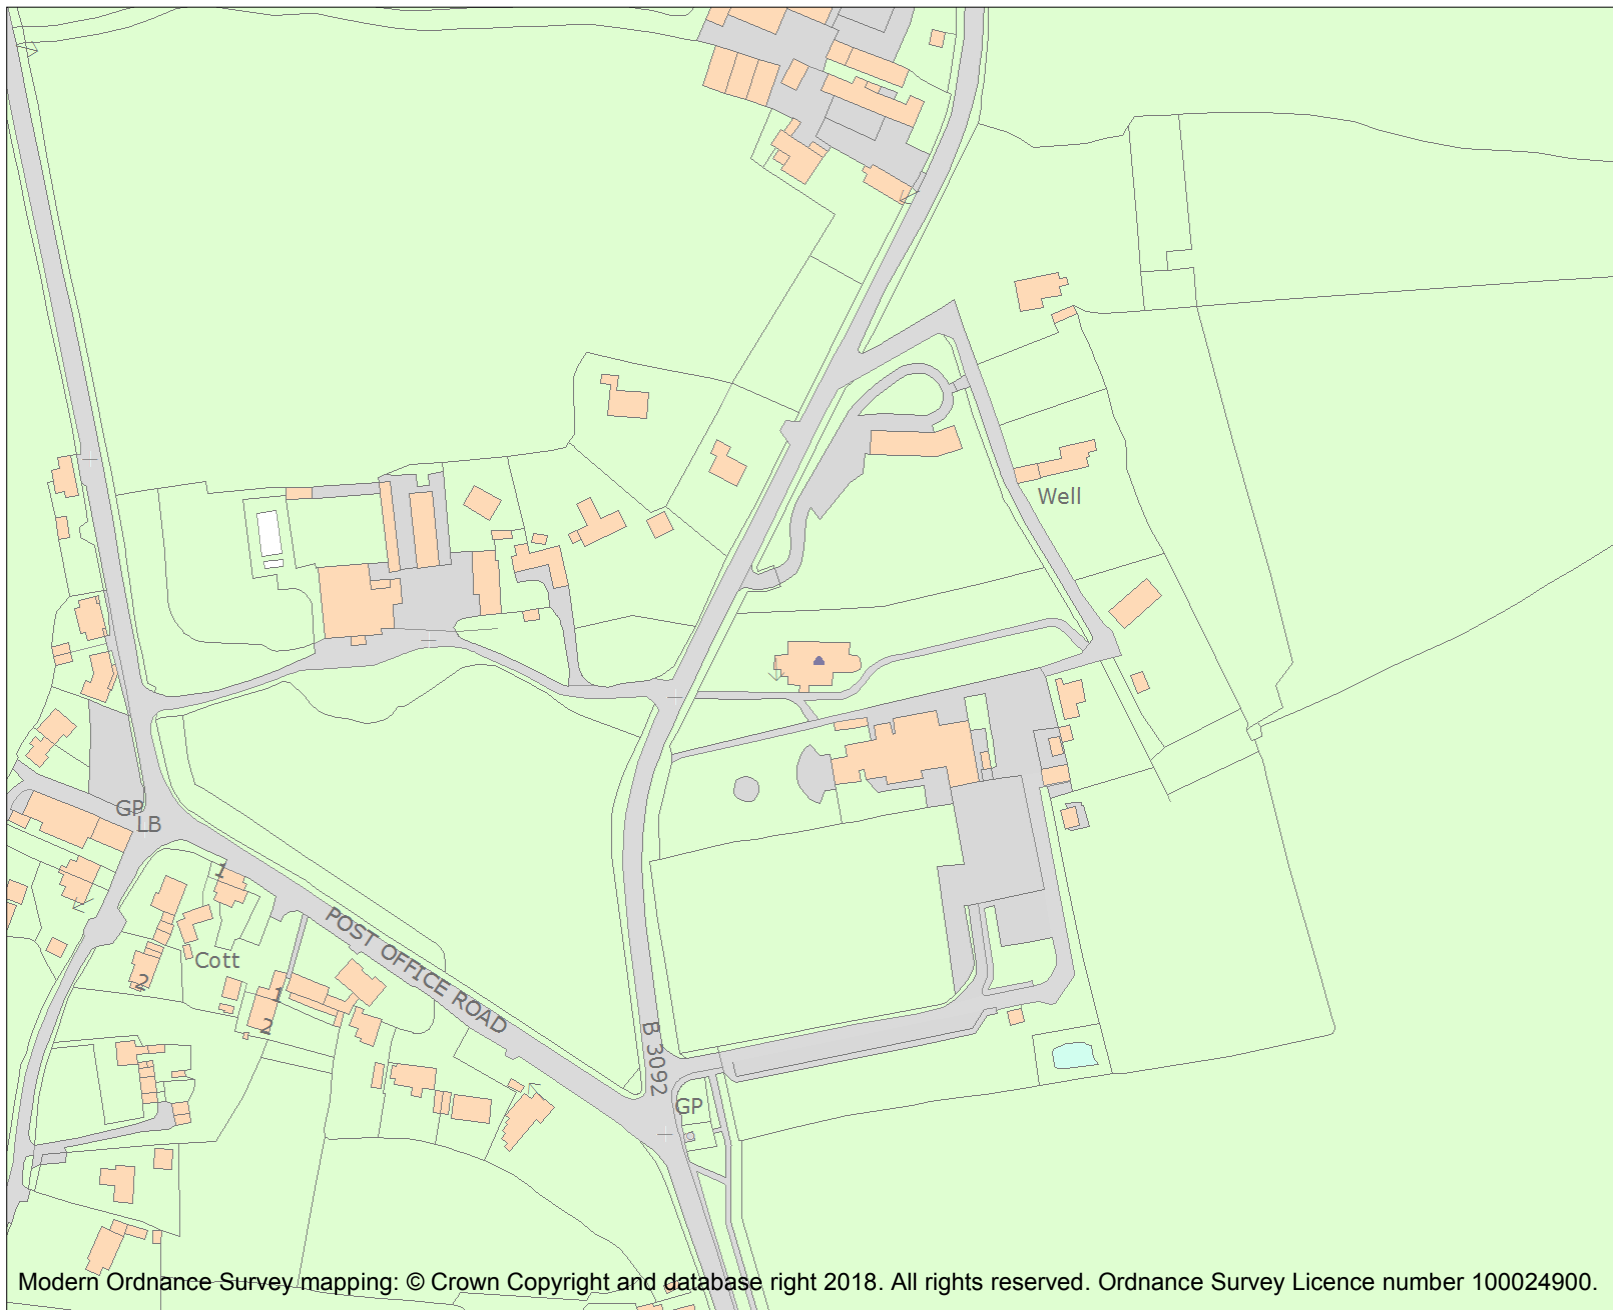 Well
GP
LB
1
POST OFFICE ROAD
Cott
2
1
2
B 3092
GP
Modern Ordnance Survey mapping: © Crown Copyright and database right 2018. All rights reserved. Ordnance Survey Licence number 100024900.